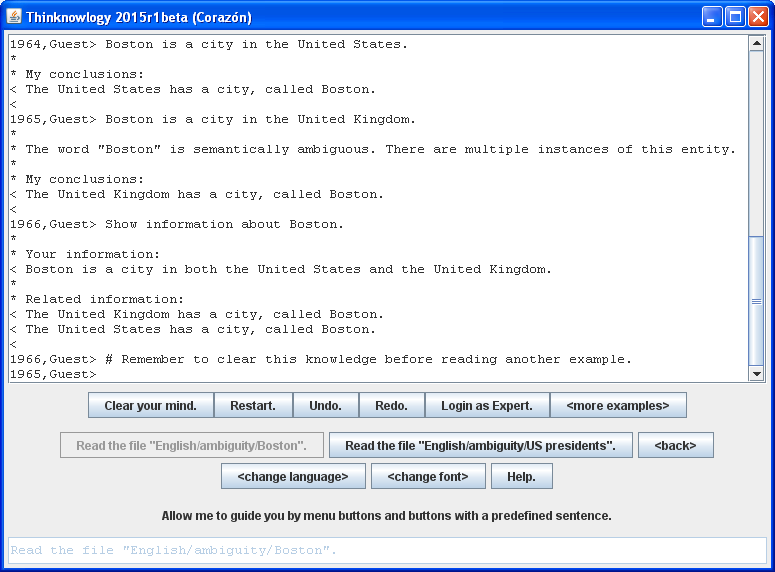 Thinknowlogy 2015r1beta (Corazón)
1964,Guest> Boston is a city in the United States.
*
* My conclusions:
< The United States has a city, called Boston.
<
1965,Guest> Boston is a city in the United Kingdom.
*
* The word "Boston" is semantically ambiguous. There are multiple instances of this entity.
*
* My conclusions:
< The United Kingdom has a city, called Boston.
<
1966,Guest> Show information about Boston.
*
* Your information:
< Boston is a city in both the United States and the United Kingdom.
*
* Related information:
< The United Kingdom has a city, called Boston.
< The United States has a city, called Boston.
<
1966,Guest> # Remember to clear this knowledge before reading another example.
1965,Guest>
Clear your mind. Restart. Undo. Redo. Login as Expert. <more examples>
Read the file "English/ambiguity/Boston". Read the file "English/ambiguity/US presidents". <back>
<change language> <change font> Help.
Allow me to guide you by menu buttons and buttons with a predefined sentence.
Read the file "English/ambiguity/Boston".